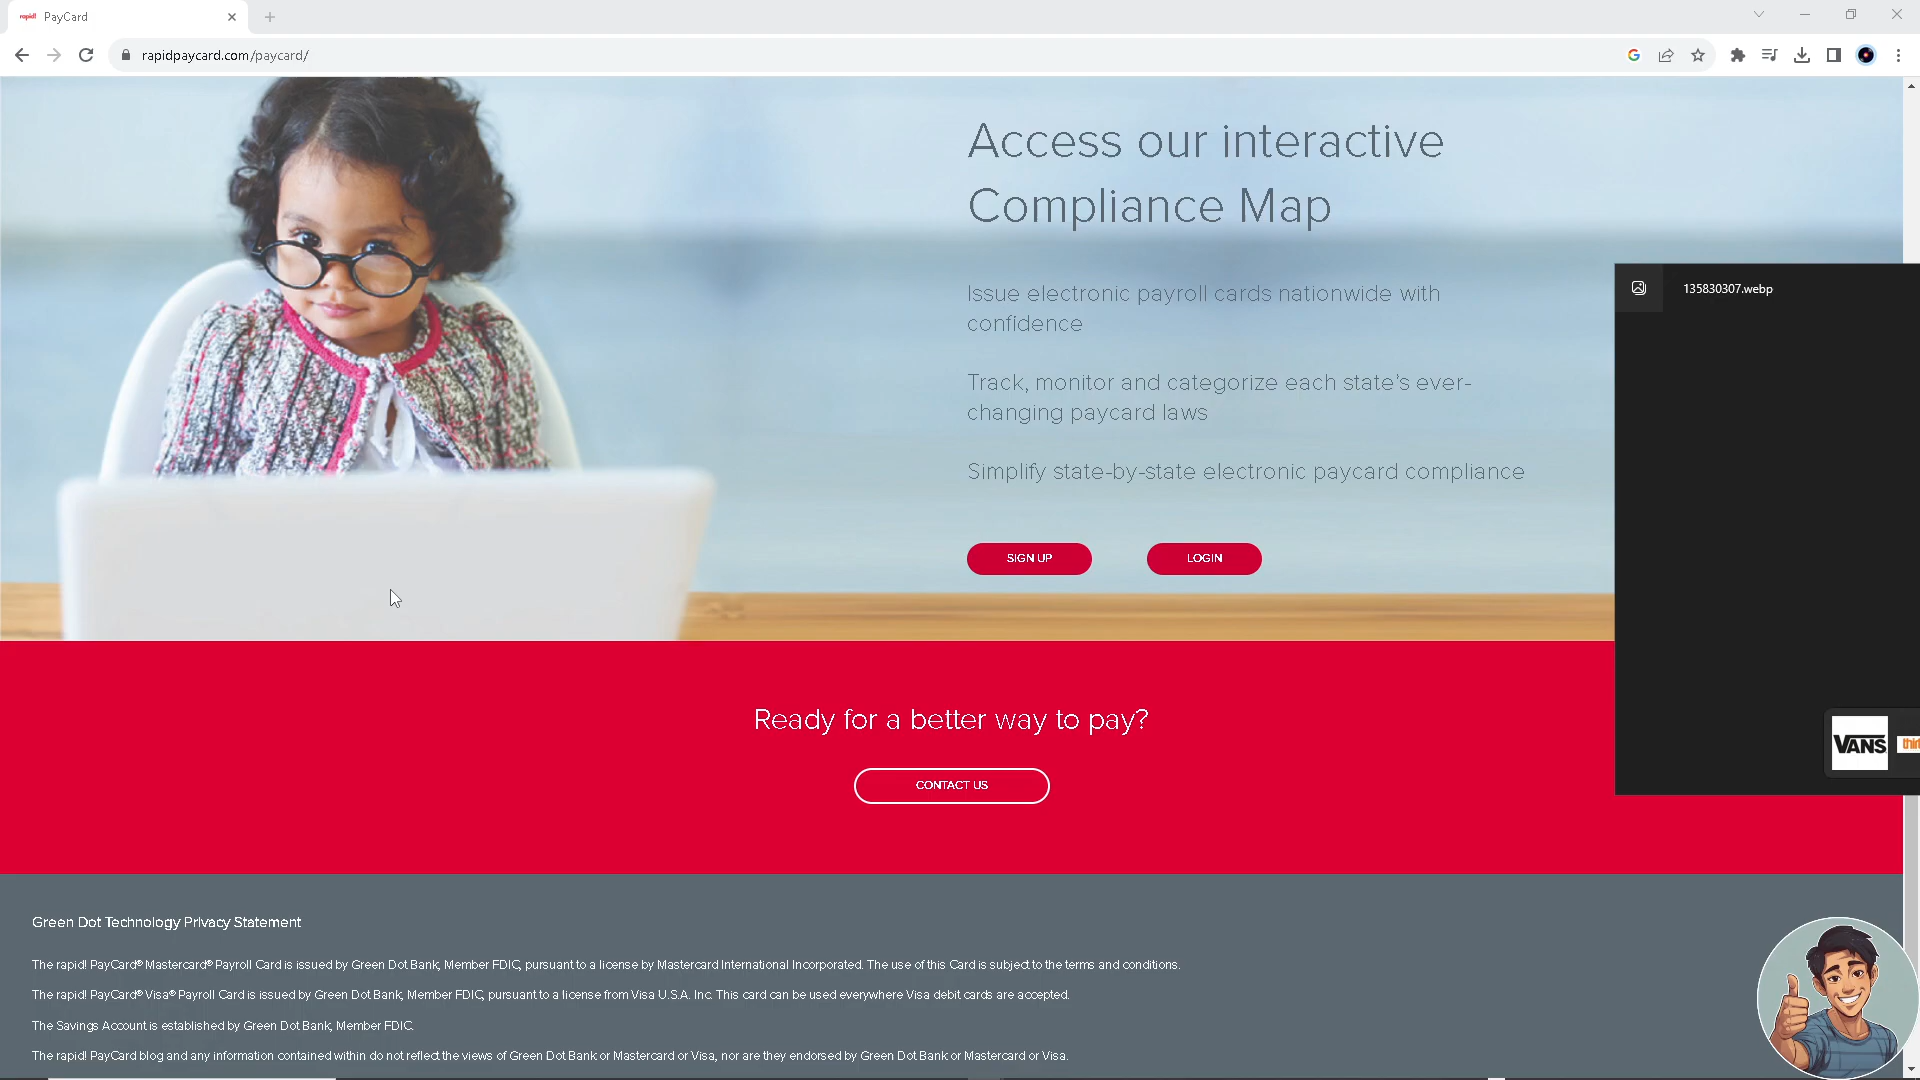 rapid! PayCard
rapidpaycard.com/paycard/
Access our interactive
Compliance Map
Issue electronic payroll cards nationwide with
confidence
Track, monitor and categorize each state's ever-
changing paycard laws
Simplify state-by-state electronic paycard compliance
SIGN UP LOGIN
135830307.webp
VANS
Ready for a better way to pay?
CONTACT US
Green Dot Technology Privacy Statement
The rapid! PayCard® Mastercard® Payroll Card is issued by Green Dot Bank, Member FDIC, pursuant to a license by Mastercard International Incorporated. The use of this Card is subject to the terms and conditions.
The rapid! PayCard® Visa® Payroll Card is issued by Green Dot Bank, Member FDIC, pursuant to a license from Visa U.S.A. Inc. This card can be used everywhere Visa debit cards are accepted.
The Savings Account is established by Green Dot Bank, Member FDIC.
The rapid! PayCard blog and any information contained within do not reflect the views of Green Dot Bank or Mastercard or Visa, nor are they endorsed by Green Dot Bank or Mastercard or Visa.